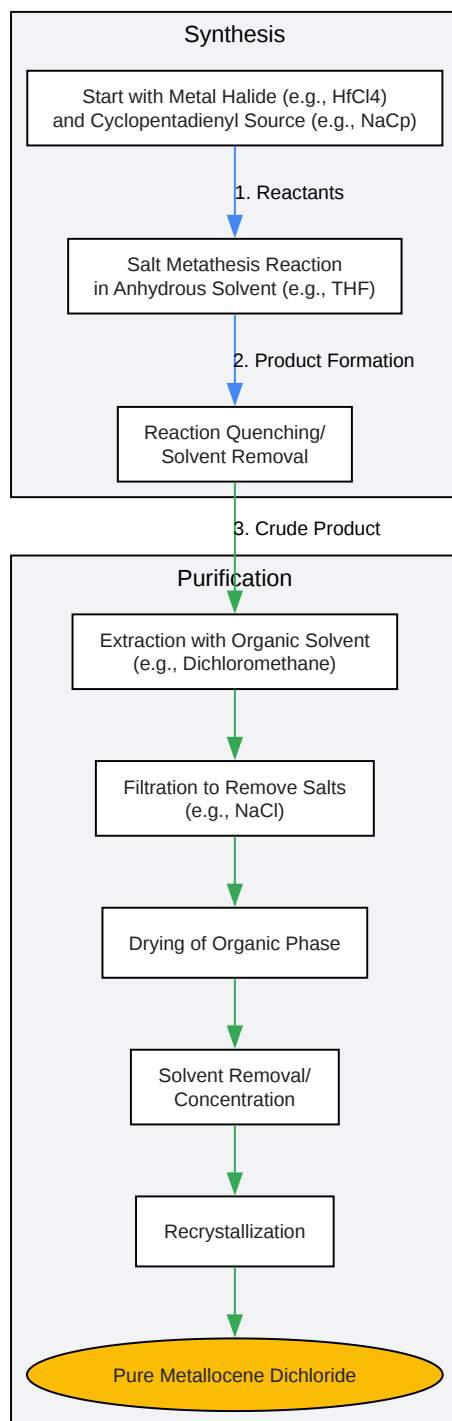 Synthesis
Start with Metal Halide (e.g., HfCl4)
and Cyclopentadienyl Source (e.g., NaCp)
1. Reactants
Salt Metathesis Reaction
in Anhydrous Solvent (e.g., THF)
2. Product Formation
Reaction Quenching/
Solvent Removal
3. Crude Product
Purification
Extraction with Organic Solvent
(e.g., Dichloromethane)
Filtration to Remove Salts
(e.g., NaCl)
Drying of Organic Phase
Solvent Removal/
Concentration
Recrystallization
Pure Metallocene Dichloride